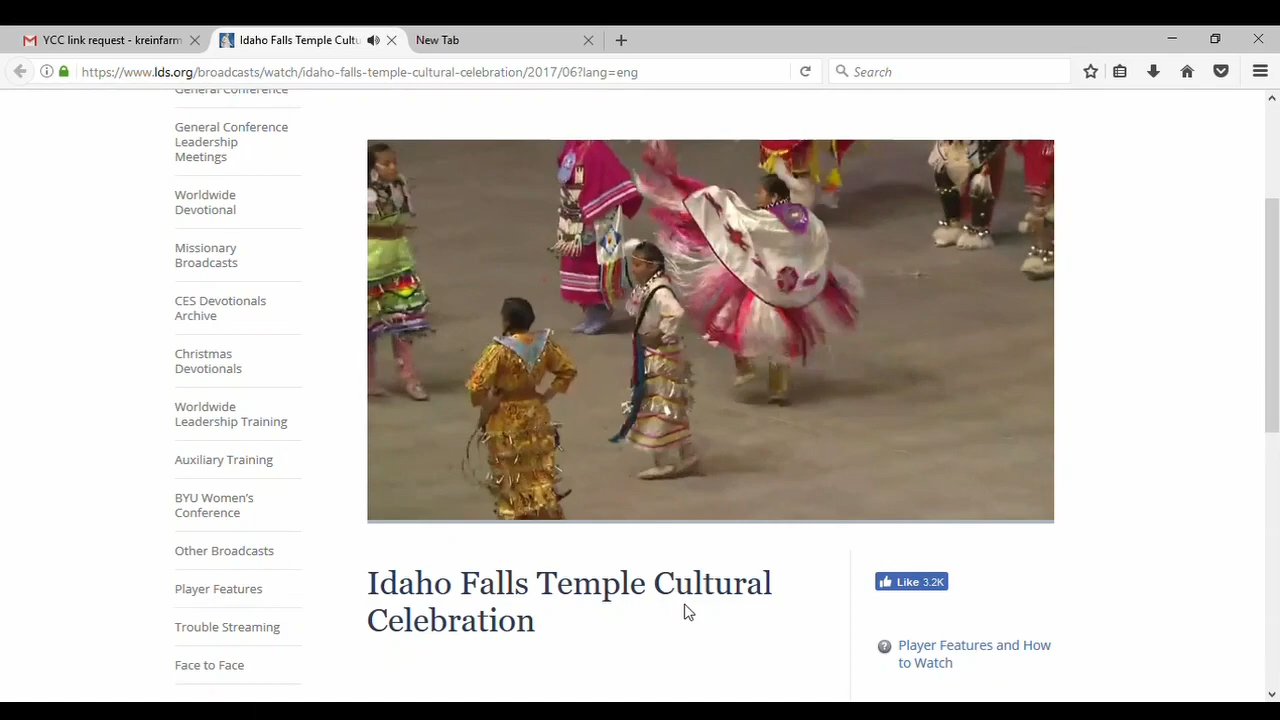 YCC link request - kreinfarm
Idaho Falls Temple Cultu
New Tab
https://www.lds.org/broadcasts/watch/idaho-falls-temple-cultural-celebration/2017/06?lang=eng
Search
General Conference
General Conference
Leadership
Meetings
Worldwide
Devotional
Missionary
Broadcasts
CES Devotionals
Archive
Christmas
Devotionals
Worldwide
Leadership Training
Auxiliary Training
BYU Women's
Conference
Other Broadcasts
Player Features
Trouble Streaming
Face to Face
Idaho Falls Temple Cultural
Celebration
Like 3.2K
Player Features and How
to Watch